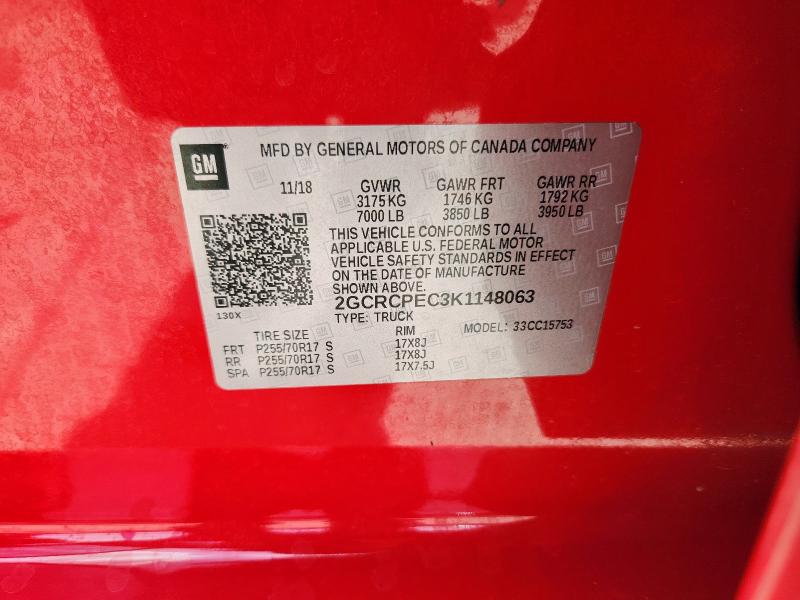 GM
MFD BY GENERAL MOTORS OF CANADA COMPANY
11/18 GVWR GAWR FRT GAWR RR
3175 KG 1746 KG 1792 KG
7000 LB 3850 LB 3950 LB
THIS VEHICLE CONFORMS TO ALL
APPLICABLE U.S. FEDERAL MOTOR
VEHICLE SAFETY STANDARDS IN EFFECT
ON THE DATE OF MANUFACTURE
SHOWN ABOVE.
2GCRCPEC3K1148063
130X
TYPE: TRUCK
TIRE SIZE RIM MODEL: 33CC15753
FRT P255/70R17 S 17X8J
RR P255/70R17 S 17X8J
SPA P255/70R17 S 17X7.5J